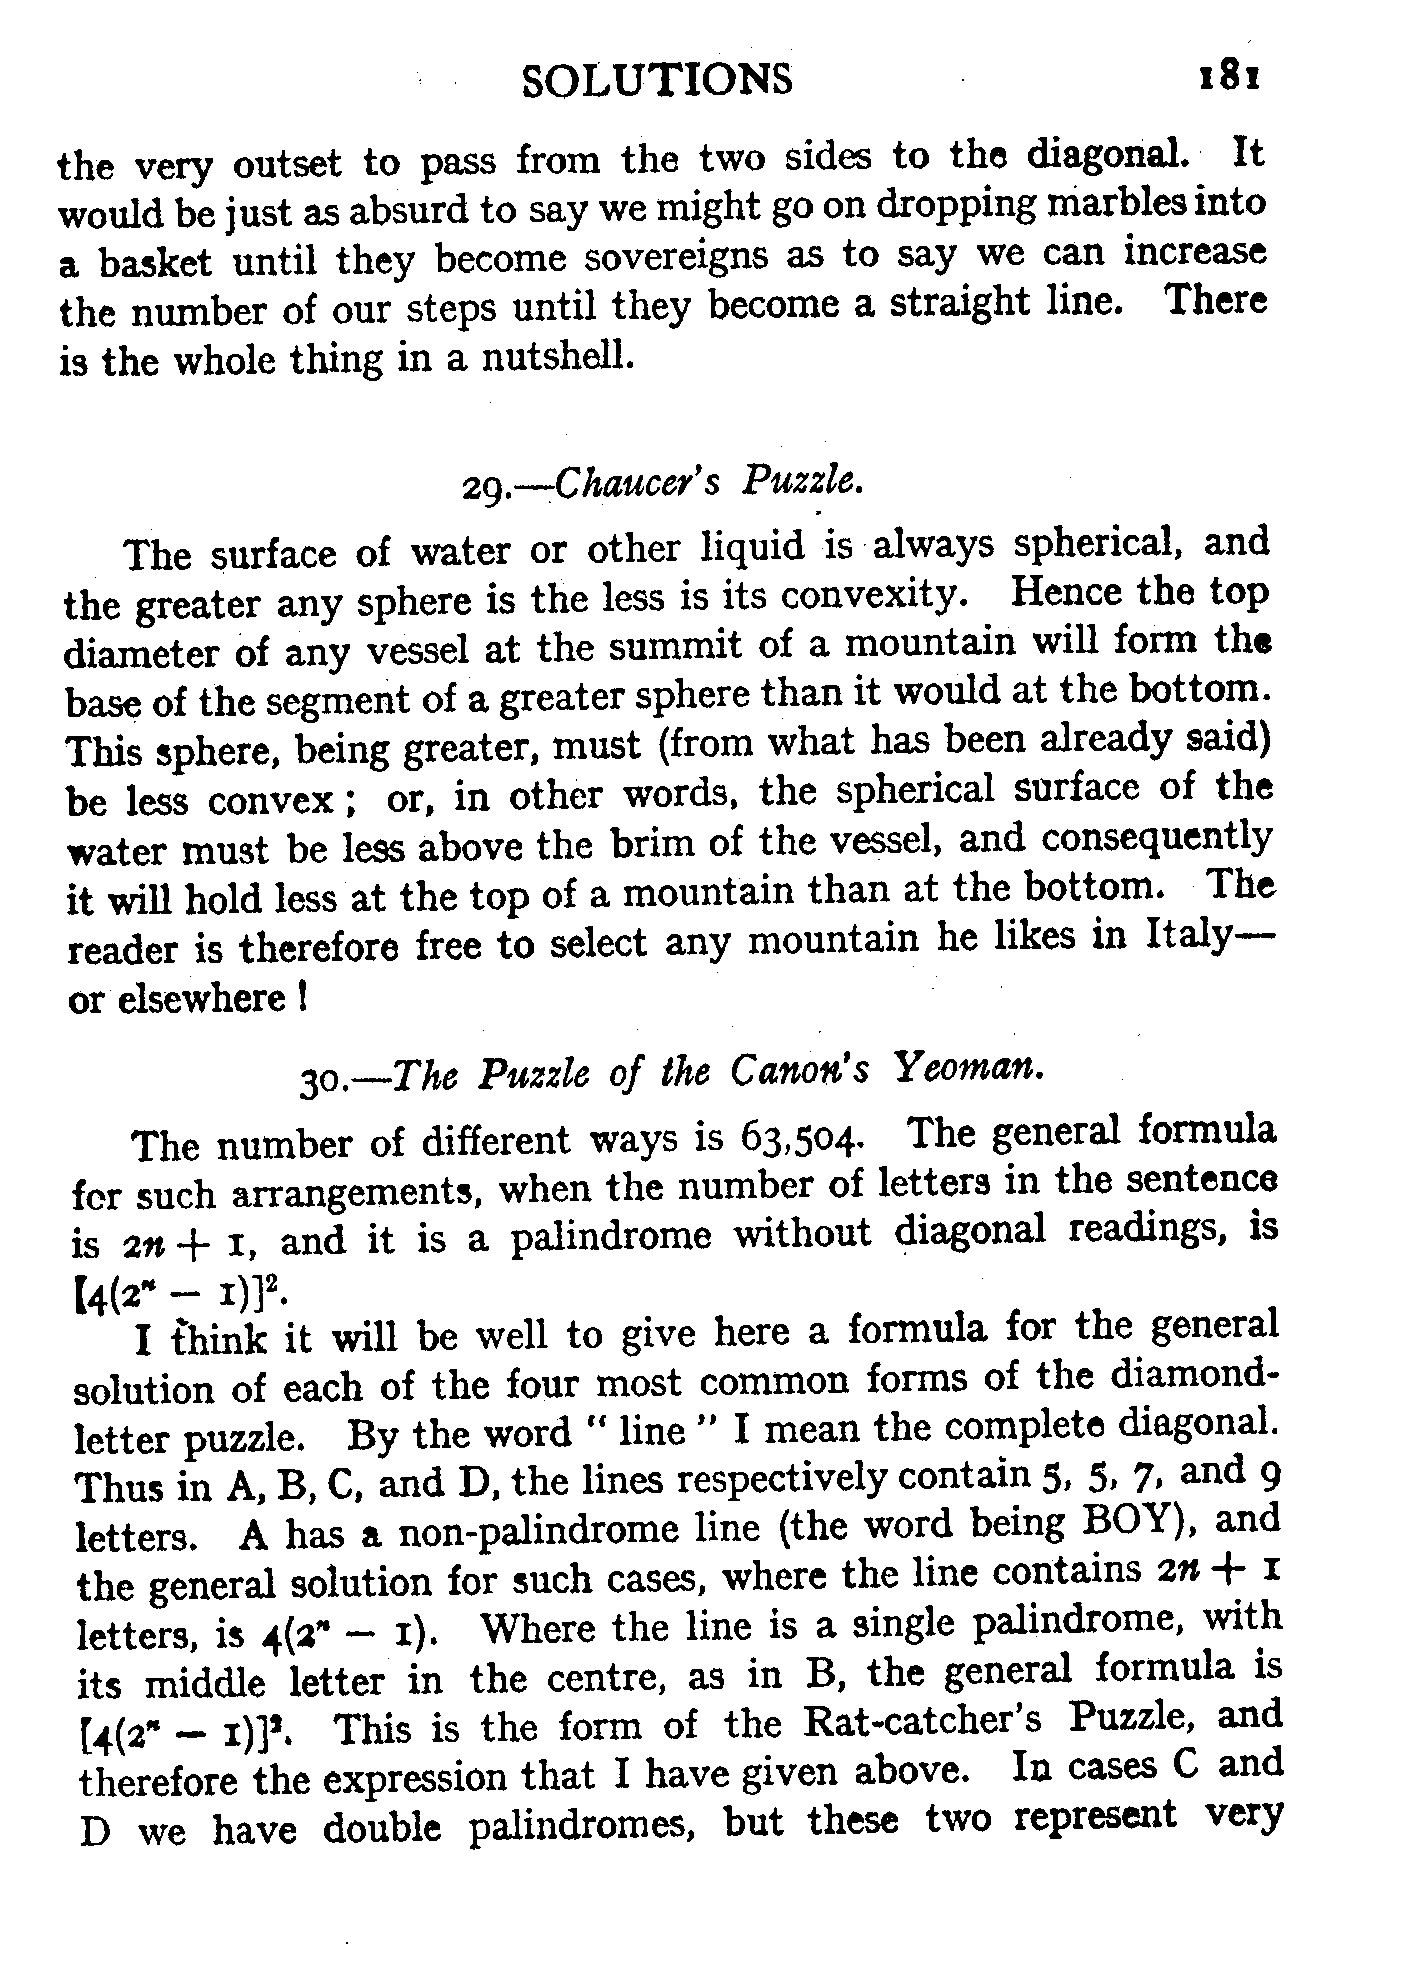 SOLUTIONS 181
the very outset to pass from the two sides to the diagonal. It
would be just as absurd to say we might go on dropping marbles into
a basket until they become sovereigns as to say we can increase
the number of our steps until they become a straight line. There
is the whole thing in a nutshell.
29.—Chaucer's Puzzle.
The surface of water or other liquid is always spherical, and
the greater any sphere is the less is its convexity. Hence the top
diameter of any vessel at the summit of a mountain will form the
base of the segment of a greater sphere than it would at the bottom.
This sphere, being greater, must (from what has been already said)
be less convex ; or, in other words, the spherical surface of the
water must be less above the brim of the vessel, and consequently
it will hold less at the top of a mountain than at the bottom. The
reader is therefore free to select any mountain he likes in Italy—
or elsewhere !
30.—The Puzzle of the Canon's Yeoman.
The number of different ways is 63,504. The general formula
for such arrangements, when the number of letters in the sentence
is 2n + 1, and it is a palindrome without diagonal readings, is
[4(2ⁿ − 1)]².
I think it will be well to give here a formula for the general
solution of each of the four most common forms of the diamond-
letter puzzle. By the word " line " I mean the complete diagonal.
Thus in A, B, C, and D, the lines respectively contain 5, 5, 7, and 9
letters. A has a non-palindrome line (the word being BOY), and
the general solution for such cases, where the line contains 2n + 1
letters, is 4(2ⁿ − 1). Where the line is a single palindrome, with
its middle letter in the centre, as in B, the general formula is
[4(2ⁿ − 1)]². This is the form of the Rat-catcher's Puzzle, and
therefore the expression that I have given above. In cases C and
D we have double palindromes, but these two represent very